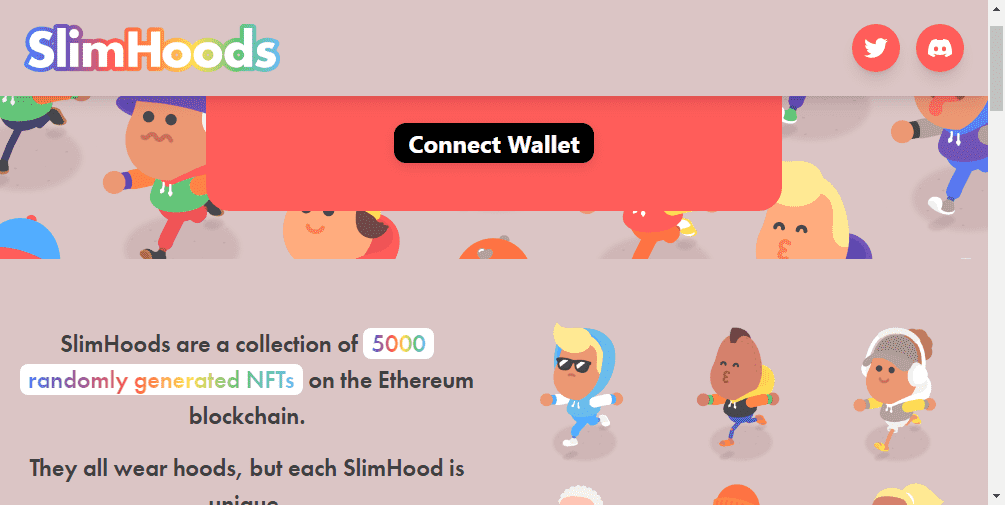 SlimHoods
Connect Wallet
SlimHoods are a collection of 5000
randomly generated NFTs on the Ethereum
blockchain.
They all wear hoods, but each SlimHood is
unique